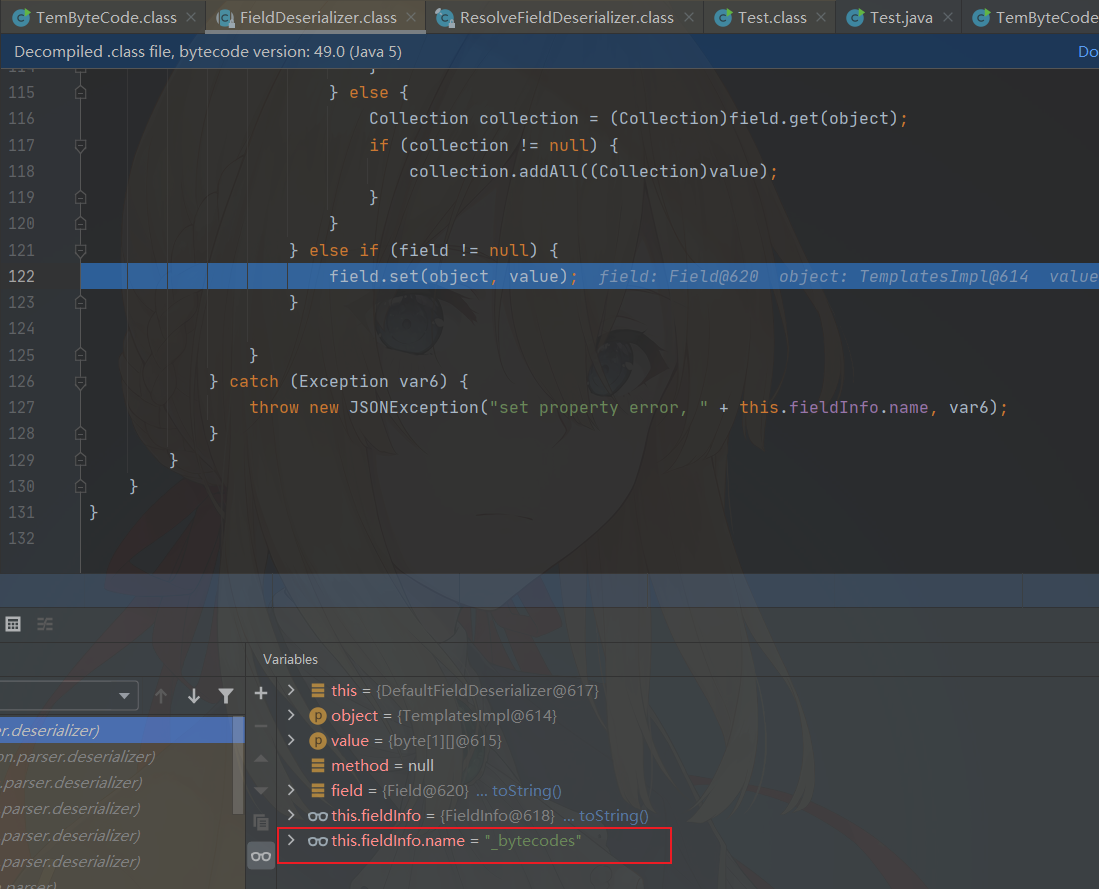 TemByteCode.class FieldDeserializer.class ResolveFieldDeserializer.class Test.class Test.java TemByteCode
Decompiled .class file, bytecode version: 49.0 (Java 5) Do
114 }
115 } else {
116 Collection collection = (Collection)field.get(object);
117 if (collection != null) {
118 collection.addAll((Collection)value);
119 }
120 }
121 } else if (field != null) {
122 field.set(object, value); field: Field@620 object: TemplatesImpl@614 value
123 }
124
125 }
126 } catch (Exception var6) {
127 throw new JSONException("set property error, " + this.fieldInfo.name, var6);
128 }
129 }
130 }
131 }
132
Variables
this = {DefaultFieldDeserializer@617}
object = {TemplatesImpl@614}
value = {byte[1][]@615}
method = null
field = {Field@620} ... toString()
this.fieldInfo = {FieldInfo@618} ... toString()
this.fieldInfo.name = "_bytecodes"
er.deserializer)
on.parser.deserializer)
.parser.deserializer)
.parser.deserializer)
.parser.deserializer)
.parser.deserializer)
parser)